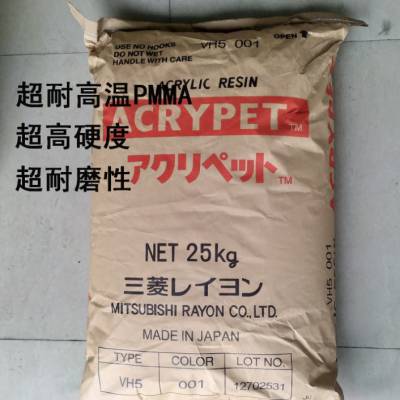 USE NO HOOKS
DO NOT WET
HANDLE WITH CARE
VH5 001
OPEN
ACRYLIC RESIN
超耐高温PMMA
ACRYPET TM
超高硬度
アクリペット TM
超耐磨性
NET 25kg
三菱レイヨン
MITSUBISHI RAYON CO., LTD.
MADE IN JAPAN
TYPE COLOR LOT NO.
VH5 001 12702531
ACRYPET
VH5 001